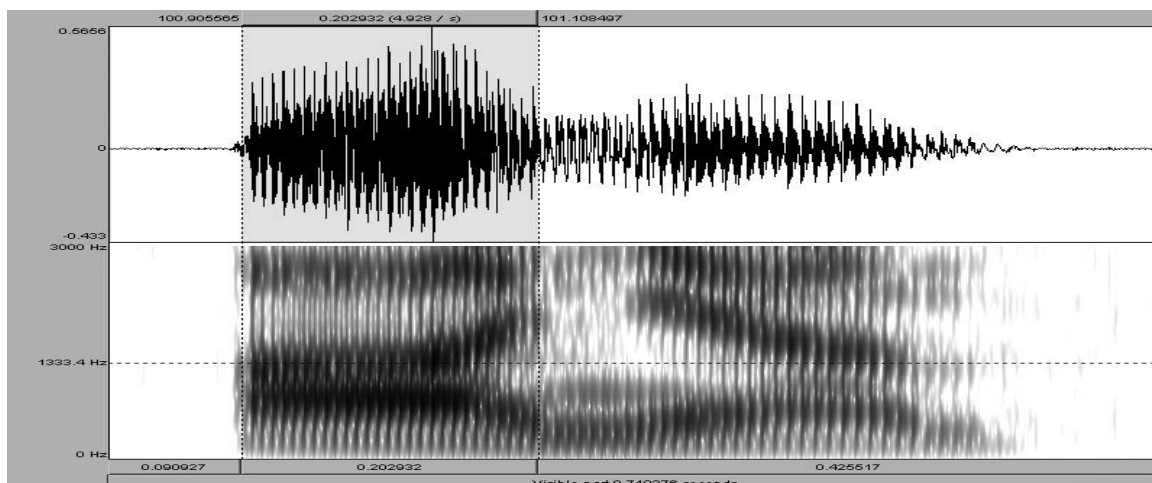 100.905565 0.202932 (4.928 / s) 101.108497
0.5656
0
-0.433
3000 Hz
1333.4 Hz
0 Hz
0.090927 0.202932 0.425517